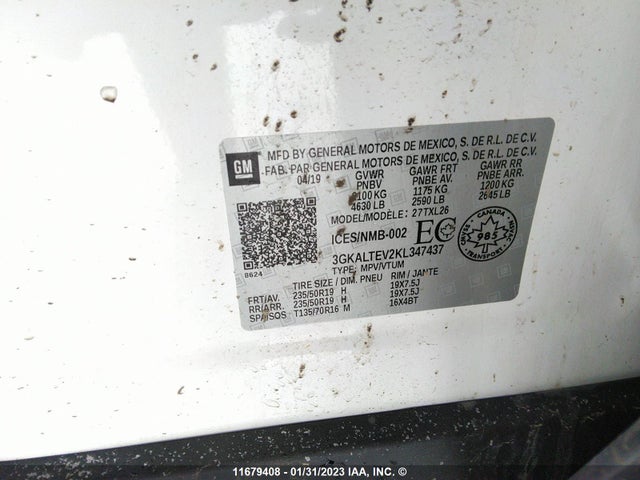 GM
MFD BY GENERAL MOTORS DE MEXICO, S. DE R.L. DE C.V.
FAB. PAR GENERAL MOTORS DE MEXICO, S. DE R.L. DE C.V.
04/19 GVWR GAWR FRT GAWR RR
PNBV PNBE AV. PNBE ARR.
2100 KG 1175 KG 1200 KG
4630 LB 2590 LB 2645 LB
MODEL/MODÈLE: 27TXL26
ICES/NMB-002 EC
CANADA
985
TRANSPORT
3GKALTEV2KL347437
8624
TYPE: MPV/VTUM
TIRE SIZE / DIM. PNEU RIM / JANTE
FRT/AV. 235/50R19 H 19X7.5J
RR/ARR. 235/50R19 H 19X7.5J
SPA/SOS T135/70R16 M 16X4BT
11679408 - 01/31/2023 IAA, INC. ©